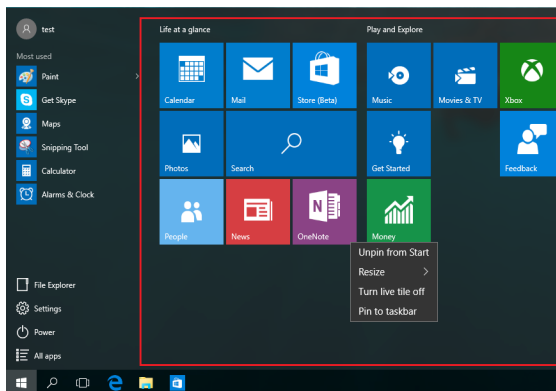 test
Most used
Paint
Get Skype
Maps
Snipping Tool
Calculator
Alarms & Clock
File Explorer
Settings
Power
All apps
Life at a glance
Play and Explore
Calendar
Mail
Store (Beta)
Music
Movies & TV
Xbox
Photos
Search
Get Started
Feedback
People
News
OneNote
Money
Unpin from Start
Resize
Turn live tile off
Pin to taskbar